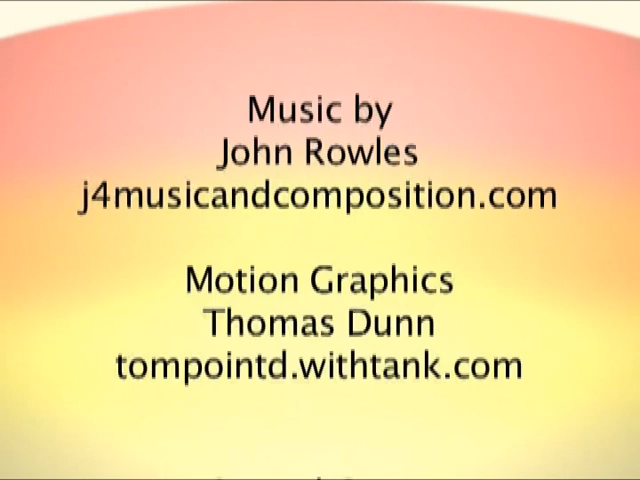 Music by
John Rowles
j4musicandcomposition.com
Motion Graphics
Thomas Dunn
tompointd.withtank.com